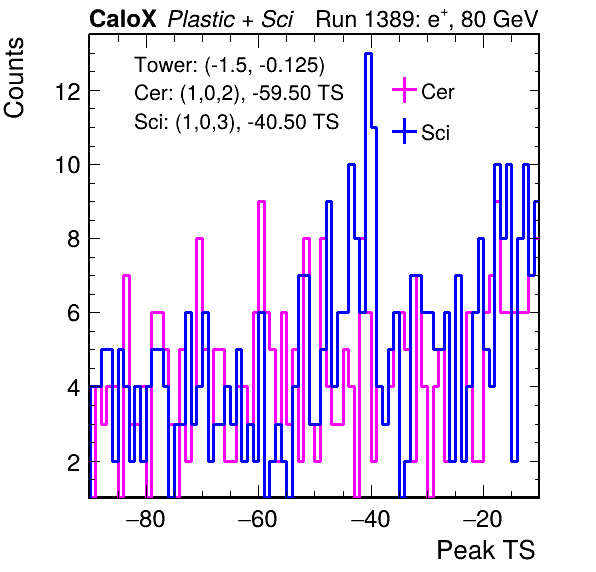 CaloX Plastic + Sci Run 1389: e⁺, 80 GeV
Counts
Tower: (-1.5, -0.125)
Cer: (1,0,2), -59.50 TS
Sci: (1,0,3), -40.50 TS
Cer
Sci
12
10
8
6
4
2
−80 −60 −40 −20
Peak TS